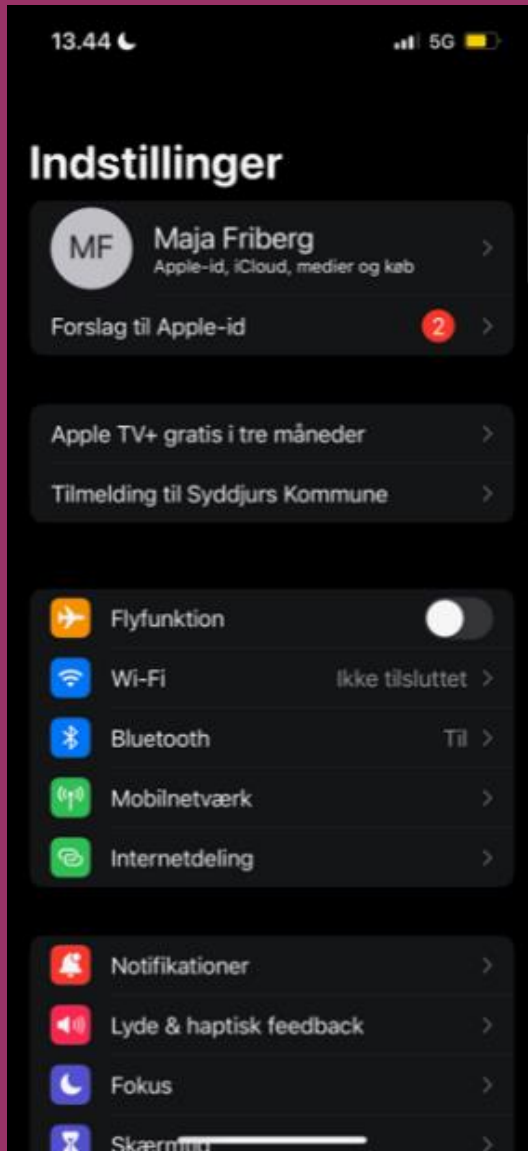 13.44
5G
Indstillinger
MF
Maja Friberg
Apple-id, iCloud, medier og køb
Forslag til Apple-id 2
Apple TV+ gratis i tre måneder
Tilmelding til Syddjurs Kommune
Flyfunktion
Wi-Fi Ikke tilsluttet
Bluetooth Til
Mobilnetværk
Internetdeling
Notifikationer
Lyde & haptisk feedback
Fokus
Skærmtid